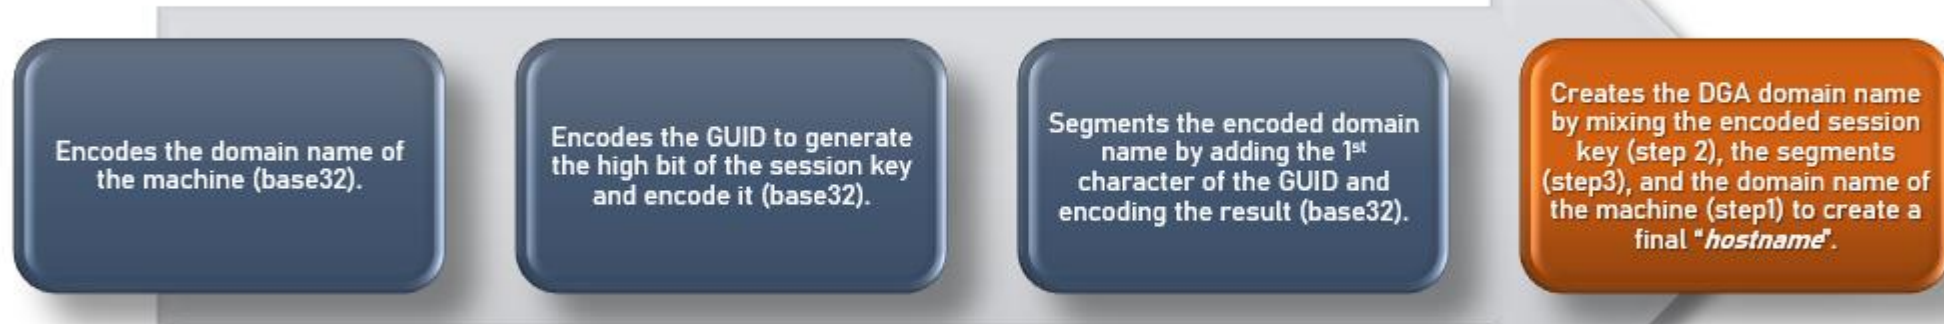 Encodes the domain name of
the machine (base32).
Encodes the GUID to generate
the high bit of the session key
and encode it (base32).
Segments the encoded domain
name by adding the 1st
character of the GUID and
encoding the result (base32).
Creates the DGA domain name
by mixing the encoded session
key (step 2), the segments
(step3), and the domain name of
the machine (step1) to create a
final "hostname".